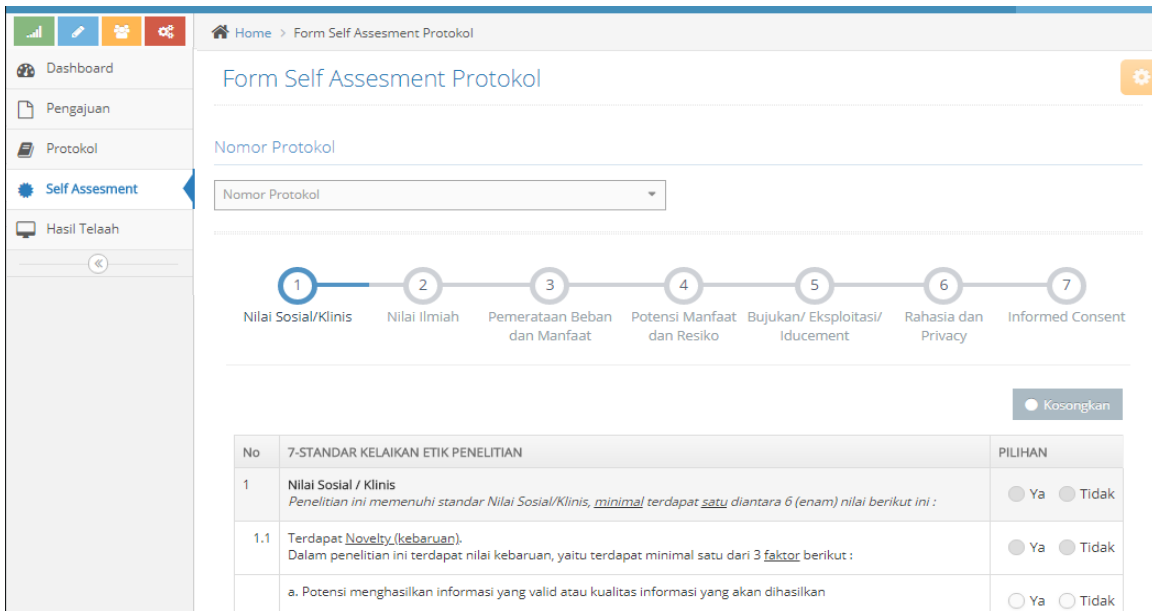 Home > Form Self Assesment Protokol
Dashboard
Pengajuan
Protokol
Self Assesment
Hasil Telaah
Form Self Assesment Protokol
Nomor Protokol
Nomor Protokol
1 2 3 4 5 6 7
Nilai Sosial/Klinis
Nilai Ilmiah
Pemerataan Beban
dan Manfaat
Potensi Manfaat
dan Resiko
Bujukan/ Eksploitasi/
Iducement
Rahasia dan
Privacy
Informed Consent
Kosongkan
No 7-STANDAR KELAIKAN ETIK PENELITIAN PILIHAN
1 Nilai Sosial / Klinis
Penelitian ini memenuhi standar Nilai Sosial/Klinis, minimal terdapat satu diantara 6 (enam) nilai berikut ini :
Ya Tidak
1.1 Terdapat Novelty (kebaruan).
Dalam penelitian ini terdapat nilai kebaruan, yaitu terdapat minimal satu dari 3 faktor berikut :
Ya Tidak
a. Potensi menghasilkan informasi yang valid atau kualitas informasi yang akan dihasilkan
Ya Tidak